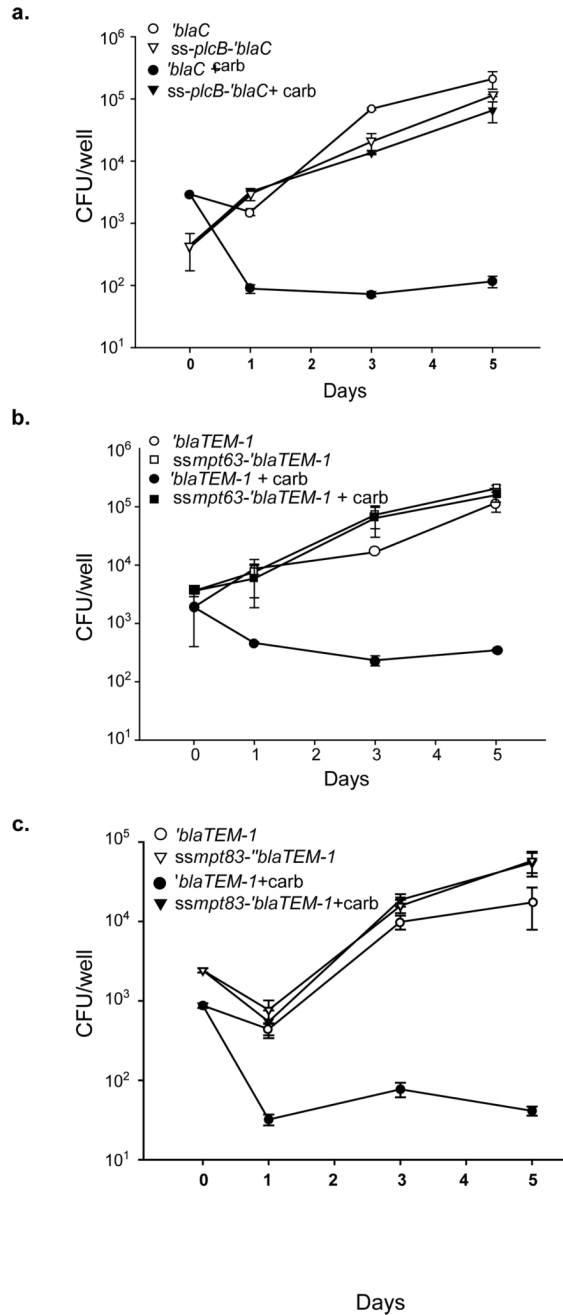 a.
'blaC
ss-plcB-'blaC
'blaC + carb
ss-plcB-'blaC+ carb
10^6
10^5
10^4
10^3
10^2
10^1
CFU/well
0 1 2 3 4 5
Days
b.
'blaTEM-1
ssmpt63-'blaTEM-1
'blaTEM-1 + carb
ssmpt63-'blaTEM-1 + carb
10^6
10^5
10^4
10^3
10^2
10^1
CFU/well
0 1 2 3 4 5
Days
c.
'blaTEM-1
ssmpt83-''blaTEM-1
'blaTEM-1+carb
ssmpt83-'blaTEM-1+carb
10^5
10^4
10^3
10^2
10^1
CFU/well
0 1 2 3 4 5
Days